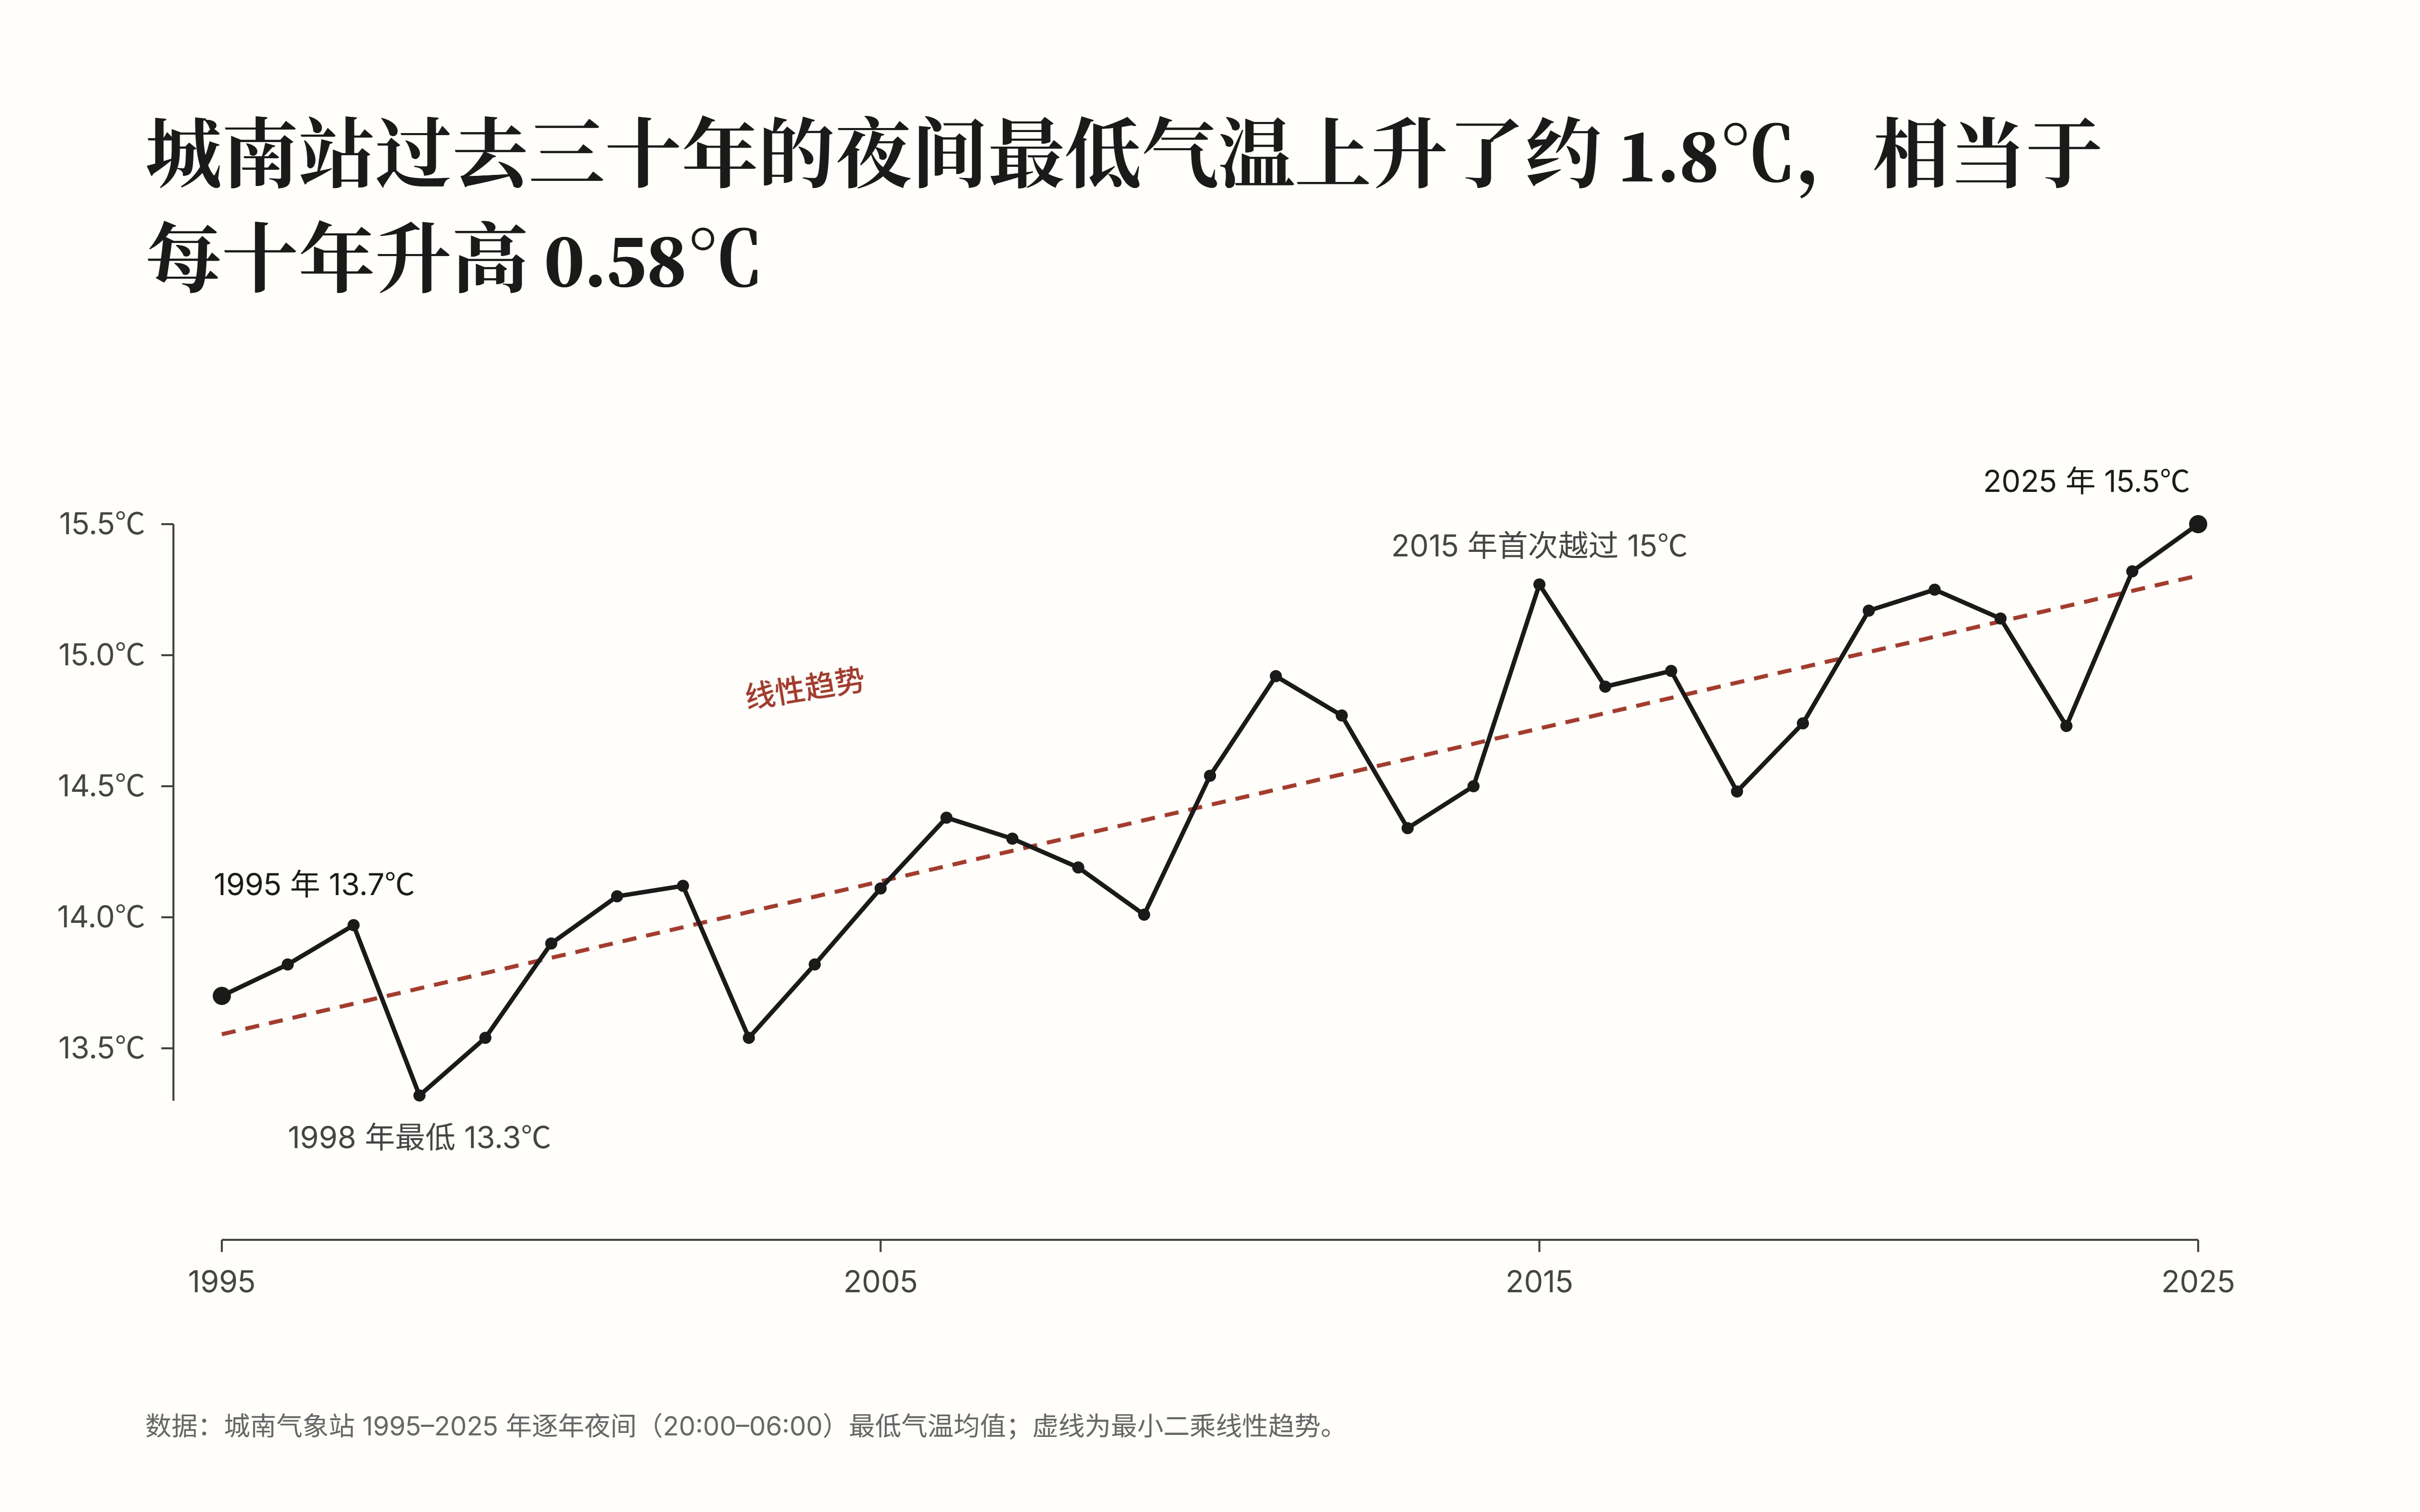 城南站过去三十年的夜间最低气温上升了约 1.8℃，相当于
每十年升高 0.58℃
2025 年 15.5℃
15.5℃
2015 年首次越过 15℃
15.0℃
线性趋势
14.5℃
1995 年 13.7℃
14.0℃
13.5℃
1998 年最低 13.3℃
1995
2005
2015
2025
数据：城南气象站 1995–2025 年逐年夜间（20:00–06:00）最低气温均值；虚线为最小二乘线性趋势。